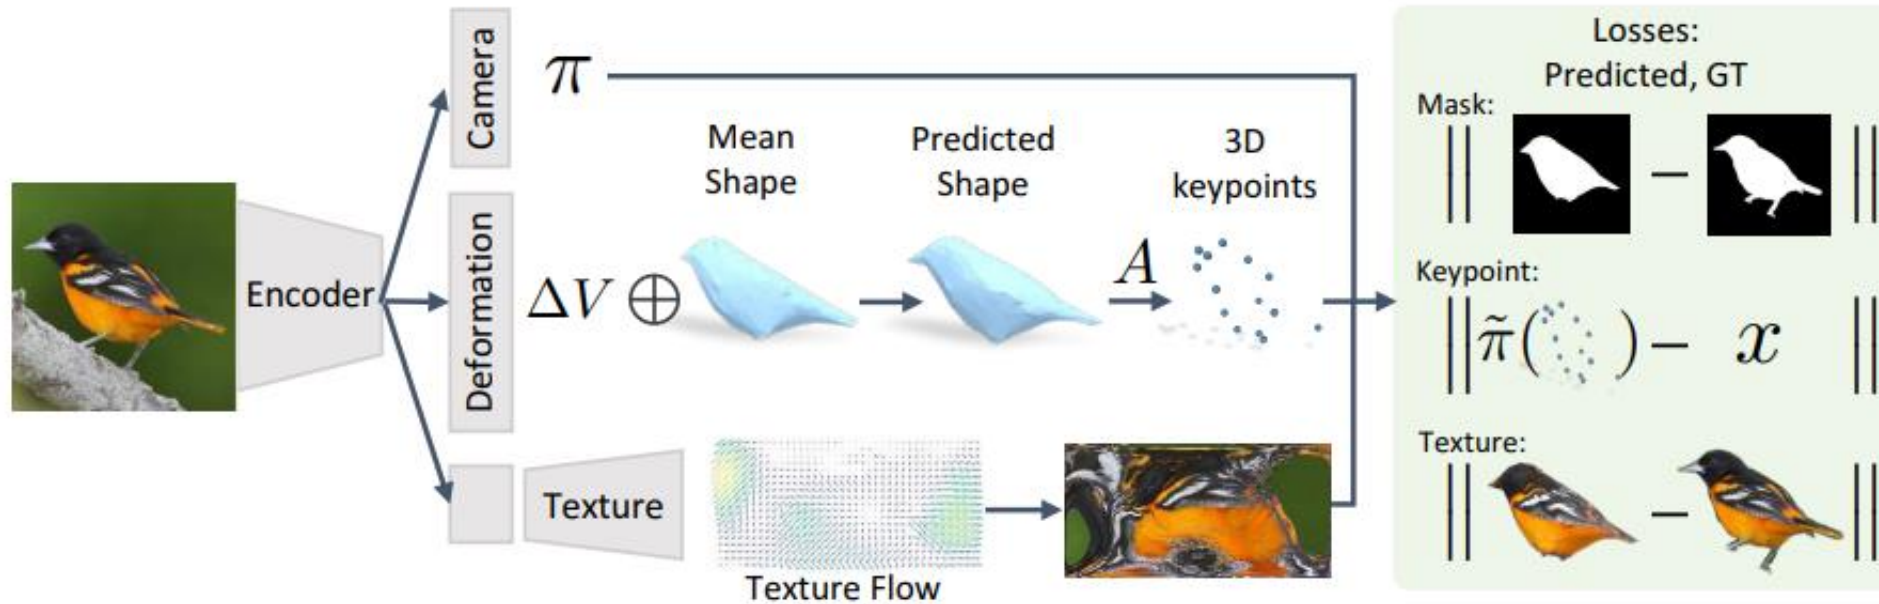 Encoder
Camera
π
Deformation
ΔV ⊕
Mean
Shape
Predicted
Shape
A
3D
keypoints
Texture
Texture Flow
Losses:
Predicted, GT
Mask:
|| − ||
Keypoint:
|| π̃( ) − x ||
Texture:
|| − ||